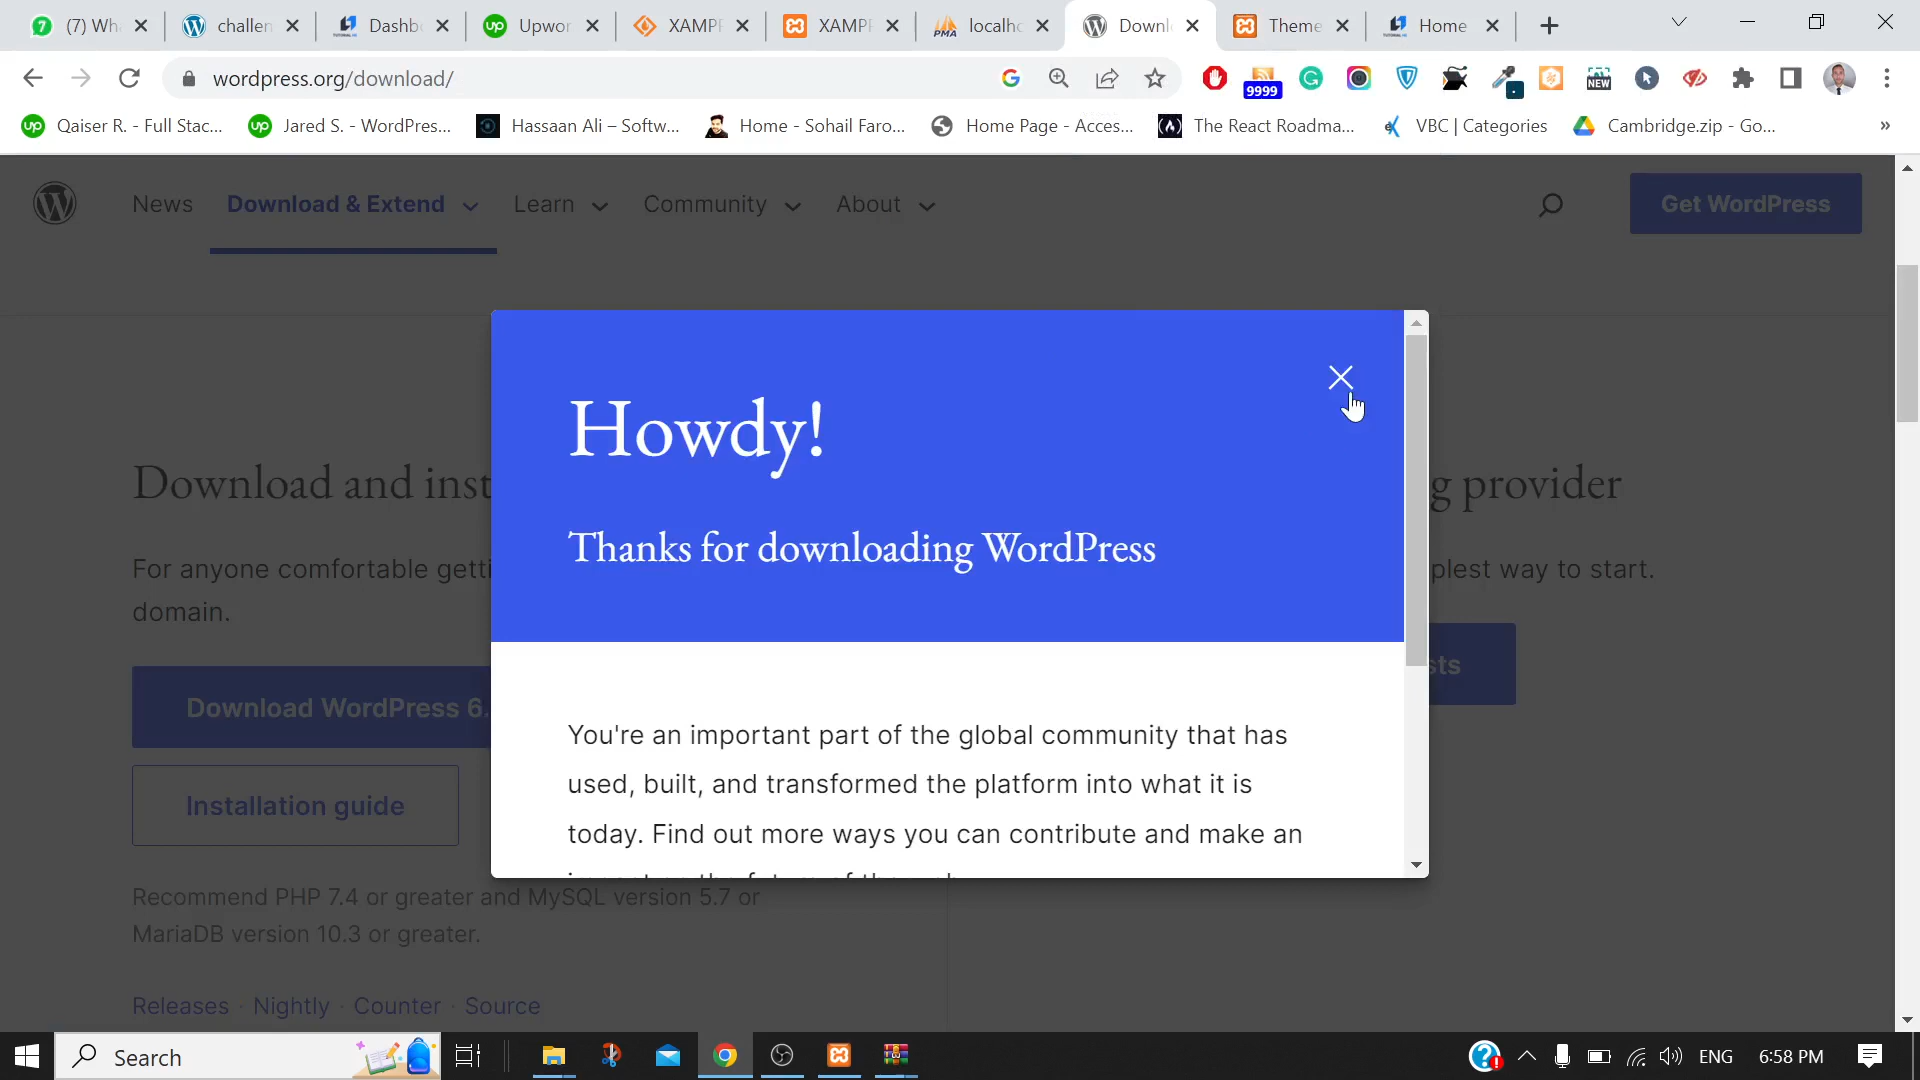 (7) Wh
challen
Dashbo
Upwor
XAMPP
XAMPP
localho
Downl
Theme
Home
wordpress.org/download/
9999
NEW
Qaiser R. - Full Stac...
Jared S. - WordPres...
Hassaan Ali – Softw...
Home - Sohail Faro...
Home Page - Acces...
The React Roadma...
VBC | Categories
Cambridge.zip - Go...
»
News
Download & Extend
Learn
Community
About
Get WordPress
Howdy!
Thanks for downloading WordPress
You're an important part of the global community that has
used, built, and transformed the platform into what it is
today. Find out more ways you can contribute and make an
Download and inst
g provider
For anyone comfortable getti
domain.
plest way to start.
Download WordPress 6.
sts
Installation guide
Recommend PHP 7.4 or greater and MySQL version 5.7 or
MariaDB version 10.3 or greater.
Releases · Nightly · Counter · Source
Search
ENG
6:58 PM